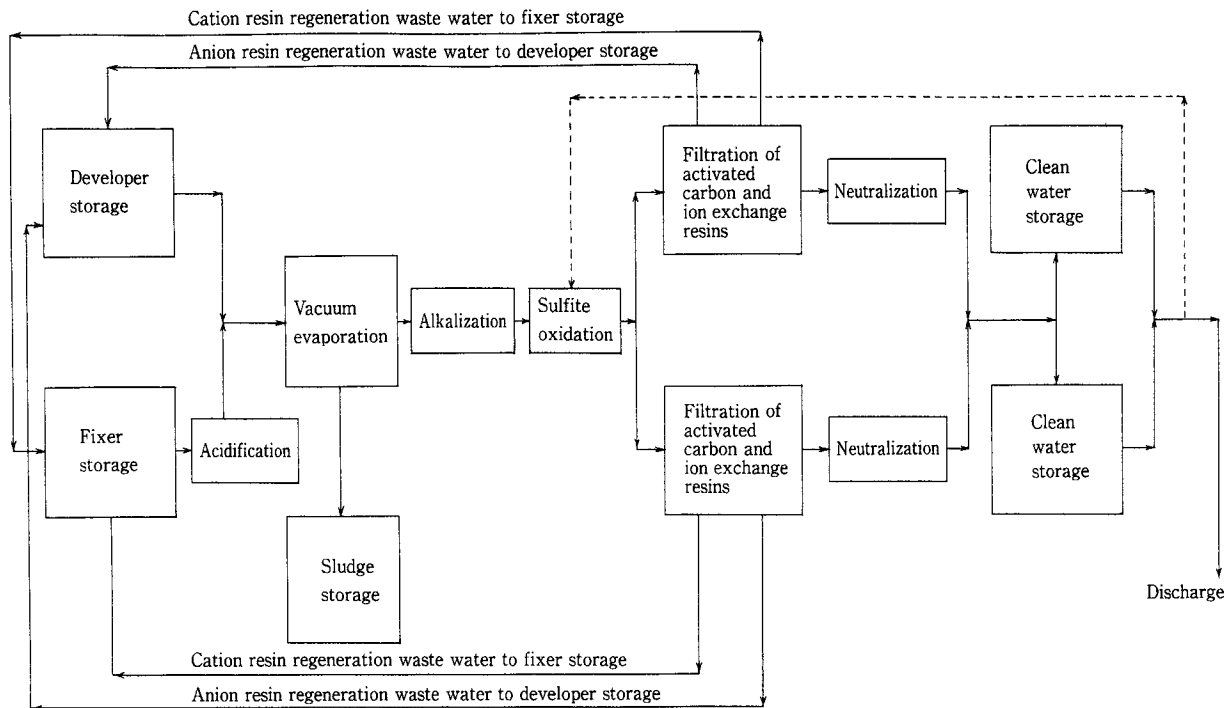 Cation resin regeneration waste water to fixer storage
Anion resin regeneration waste water to developer storage
Developer
storage
Filtration of
activated
carbon and
ion exchange
resins
Neutralization
Clean
water
storage
Vacuum
evaporation
Alkalization
Sulfite
oxidation
Fixer
storage
Acidification
Filtration of
activated
carbon and
ion exchange
resins
Neutralization
Clean
water
storage
Sludge
storage
Discharge
Cation resin regeneration waste water to fixer storage
Anion resin regeneration waste water to developer storage